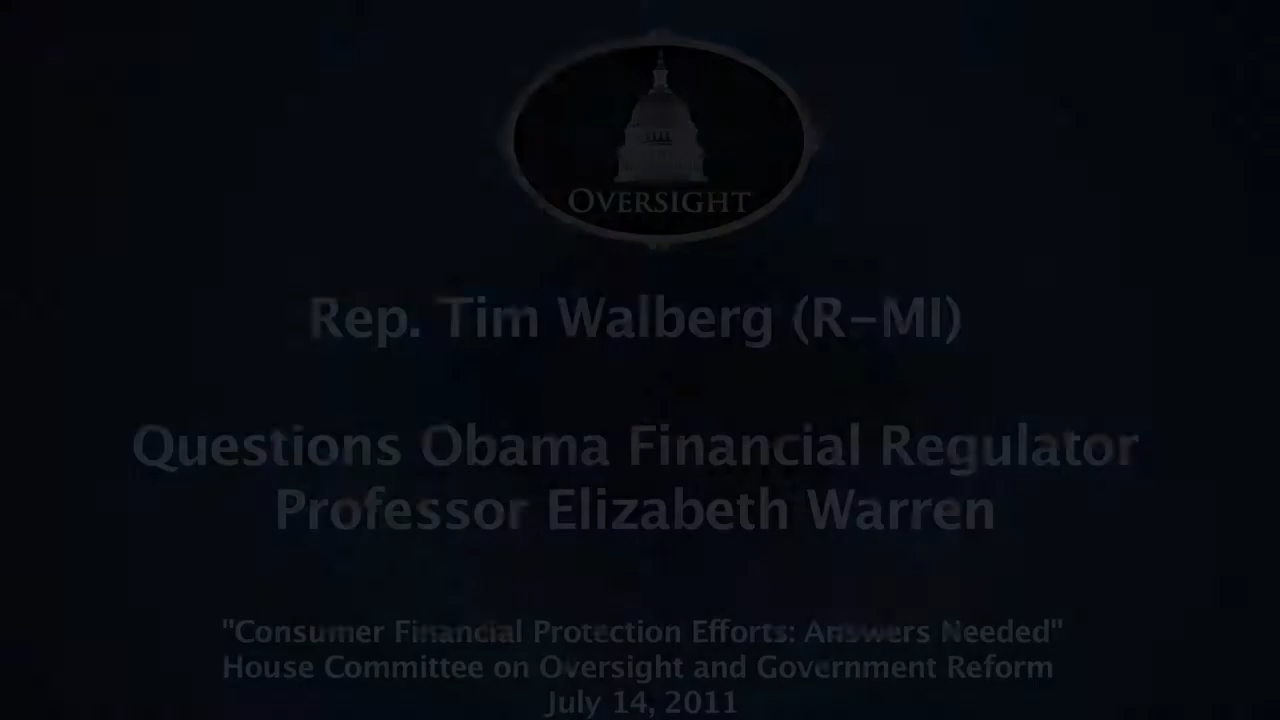 OVERSIGHT
Rep. Tim Walberg (R-MI)
Questions Obama Financial Regulator
Professor Elizabeth Warren
"Consumer Financial Protection Efforts: Answers Needed"
House Committee on Oversight and Government Reform
July 14, 2011